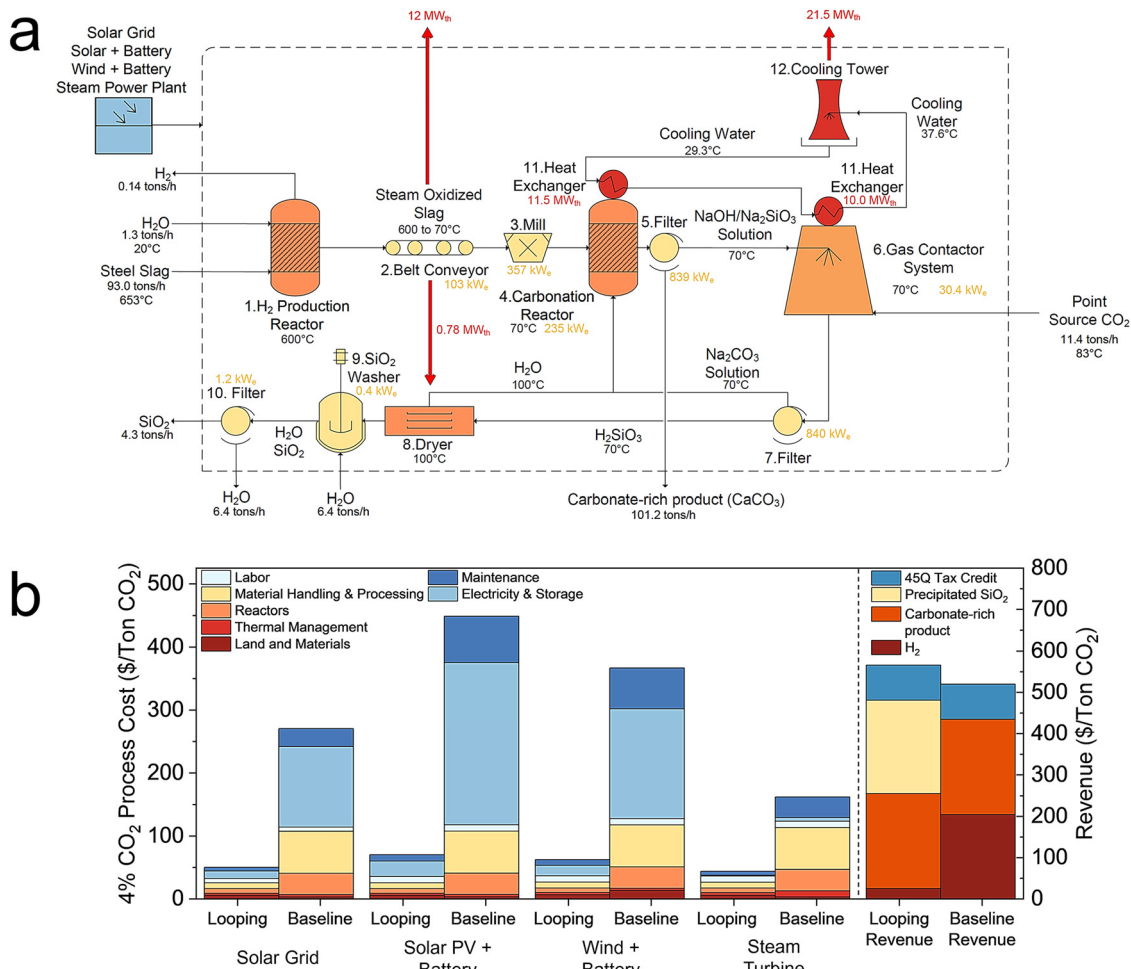 a
Solar Grid
Solar + Battery
Wind + Battery
Steam Power Plant
12 MWth
21.5 MWth
12.Cooling Tower
Cooling
Water
37.6°C
Cooling Water
29.3°C
H2
0.14 tons/h
H2O
1.3 tons/h
20°C
Steel Slag
93.0 tons/h
653°C
1.H2 Production
Reactor
600°C
Steam Oxidized
Slag
600 to 70°C
2.Belt Conveyor
103 kWe
3.Mill
357 kWe
11.Heat
Exchanger
11.5 MWth
4.Carbonation
Reactor
70°C 235 kWe
5.Filter
839 kWe
NaOH/Na2SiO3
Solution
70°C
11.Heat
Exchanger
10.0 MWth
6.Gas Contactor
System
70°C 30.4 kWe
Point
Source CO2
11.4 tons/h
83°C
0.78 MWth
H2O
100°C
Na2CO3
Solution
70°C
9.SiO2
Washer
0.4 kWe
1.2 kWe
10. Filter
SiO2
4.3 tons/h
H2O
SiO2
8.Dryer
100°C
H2SiO3
70°C
840 kWe
7.Filter
H2O
6.4 tons/h
H2O
6.4 tons/h
Carbonate-rich product (CaCO3)
101.2 tons/h
b
4% CO2 Process Cost ($/Ton CO2)
500
400
300
200
100
0
Labor
Material Handling & Processing
Reactors
Thermal Management
Land and Materials
Maintenance
Electricity & Storage
45Q Tax Credit
Precipitated SiO2
Carbonate-rich
product
H2
800
700
600
500
400
300
200
100
0
Revenue ($/Ton CO2)
Looping Baseline Looping Baseline Looping Baseline Looping Baseline
Looping
Revenue
Baseline
Revenue
Solar Grid
Solar PV +
Battery
Wind +
Battery
Steam
Turbine